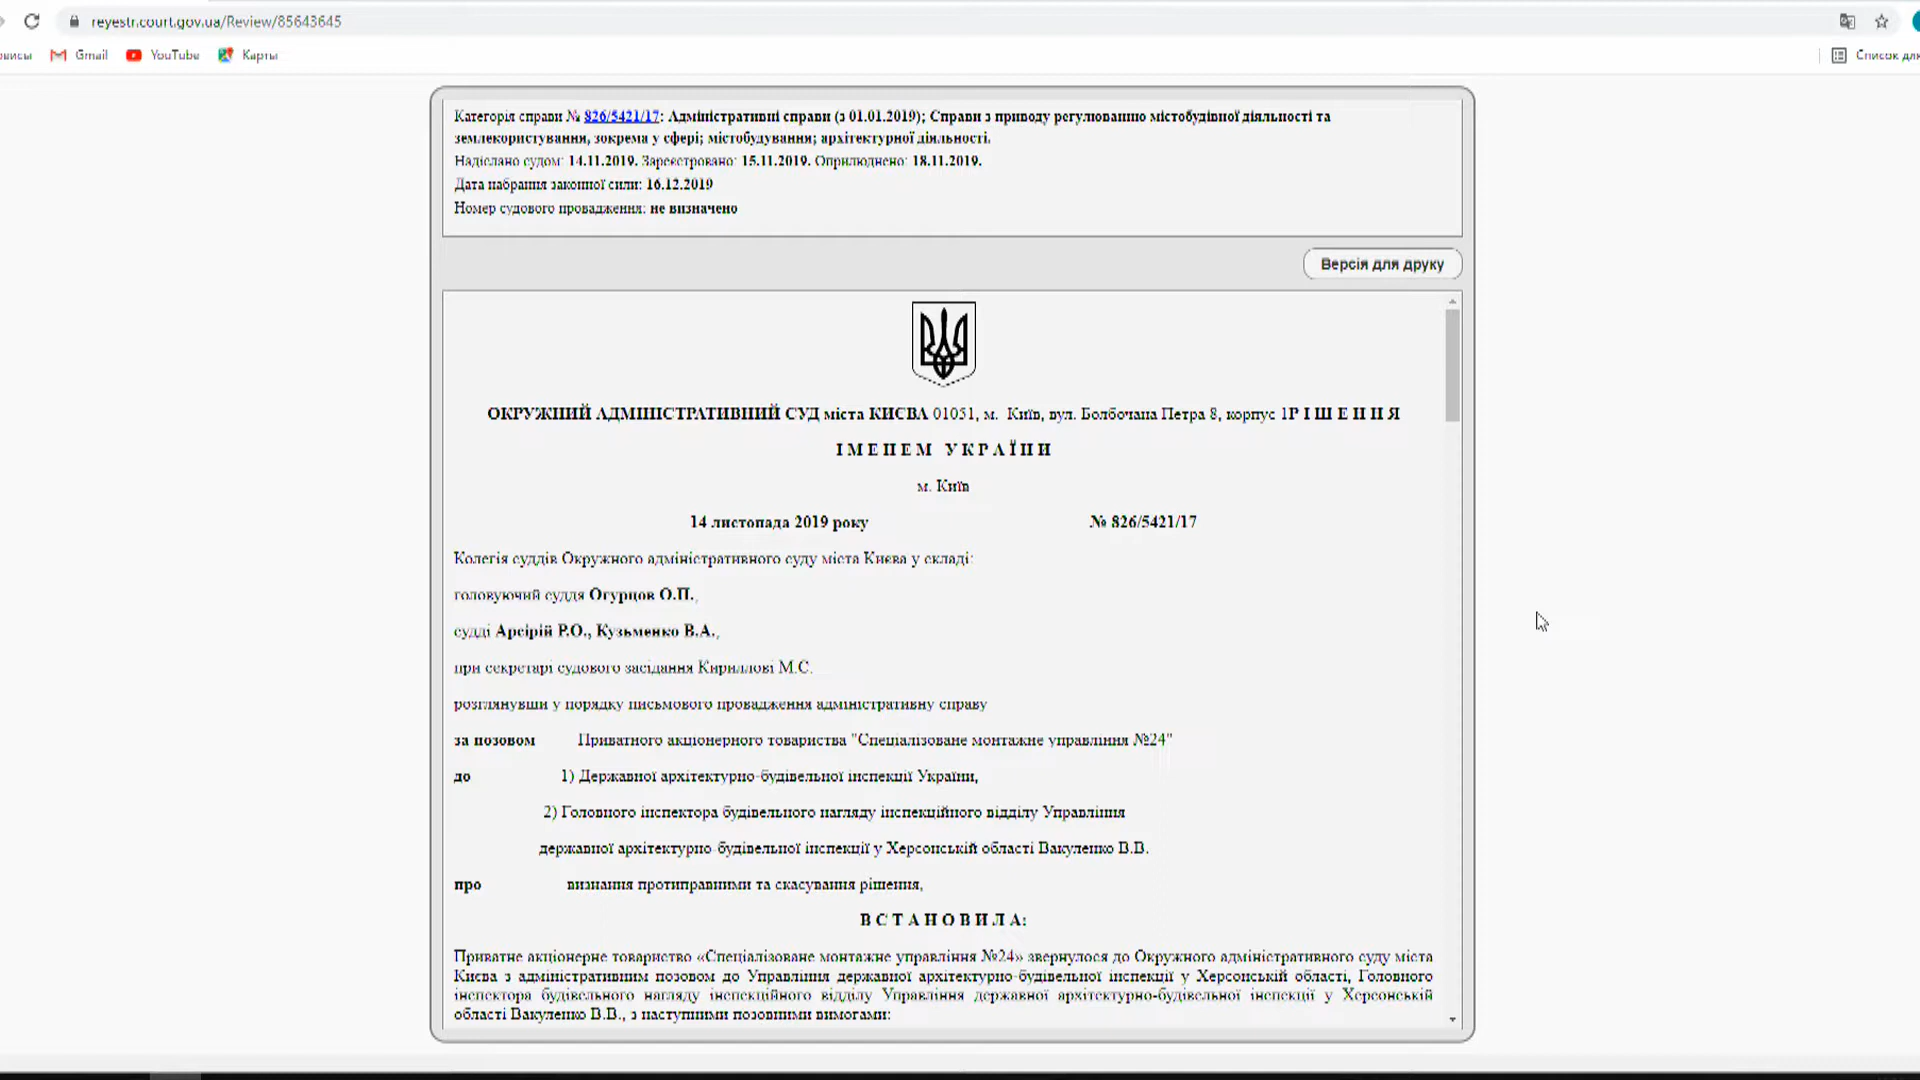 reyestr.court.gov.ua/Review/85643645
рвисы Gmail YouTube Карты Список для
Категорія справи № 826/5421/17: Адміністративні справи (з 01.01.2019); Справи з приводу регулюванню містобудівної діяльності та
землекористування, зокрема у сфері; містобудування; архітектурної діяльності.
Надіслано судом: 14.11.2019. Зареєстровано: 15.11.2019. Оприлюднено: 18.11.2019.
Дата набрання законної сили: 16.12.2019
Номер судового провадження: не визначено
Версія для друку
ОКРУЖНИЙ АДМІНІСТРАТИВНИЙ СУД міста КИЄВА 01051, м. Київ, вул. Болбочана Петра 8, корпус 1Р І Ш Е Н Н Я
І М Е Н Е М У К Р А Ї Н И
м. Київ
14 листопада 2019 року № 826/5421/17
Колегія суддів Окружного адміністративного суду міста Києва у складі:
головуючий суддя Огурцов О.П.,
судді Арсірій Р.О., Кузьменко В.А.,
при секретарі судового засідання Кириллові М.С.
розглянувши у порядку письмового провадження адміністративну справу
за позовом Приватного акціонерного товариства "Спеціалізоване монтажне управління №24"
до 1) Державної архітектурно-будівельної інспекції України,
2) Головного інспектора будівельного нагляду інспекційного відділу Управління
державної архітектурно-будівельної інспекції у Херсонській області Вакуленко В.В.
про визнання протиправними та скасування рішення,
В С Т А Н О В И Л А:
Приватне акціонерне товариство «Спеціалізоване монтажне управління №24» звернулося до Окружного адміністративного суду міста
Києва з адміністративним позовом до Управління державної архітектурно-будівельної інспекції у Херсонській області, Головного
інспектора будівельного нагляду інспекційного відділу Управління державної архітектурно-будівельної інспекції у Херсонській
області Вакуленко В.В., з наступними позовними вимогами: